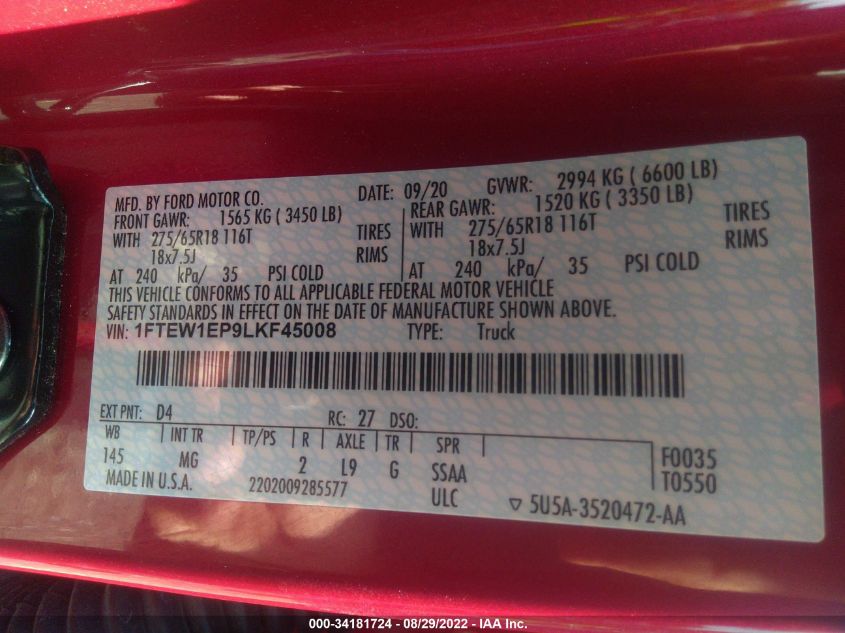 MFD. BY FORD MOTOR CO. DATE: 09/20 GVWR: 2994 KG ( 6600 LB)
FRONT GAWR: 1565 KG ( 3450 LB) REAR GAWR: 1520 KG ( 3350 LB)
WITH 275/65R18 116T TIRES WITH 275/65R18 116T TIRES
18x7.5J RIMS 18x7.5J RIMS
AT 240 kPa/ 35 PSI COLD AT 240 kPa/ 35 PSI COLD
THIS VEHICLE CONFORMS TO ALL APPLICABLE FEDERAL MOTOR VEHICLE
SAFETY STANDARDS IN EFFECT ON THE DATE OF MANUFACTURE SHOWN ABOVE.
VIN: 1FTEW1EP9LKF45008 TYPE: Truck
EXT PNT: D4 RC: 27 DSO:
WB INT TR TP/PS R AXLE TR SPR F0035
145 MG 2 L9 G SSAA T0550
MADE IN U.S.A. 2202009285577 ULC ▽ 5U5A-3520472-AA
000-34181724 - 08/29/2022 - IAA Inc.